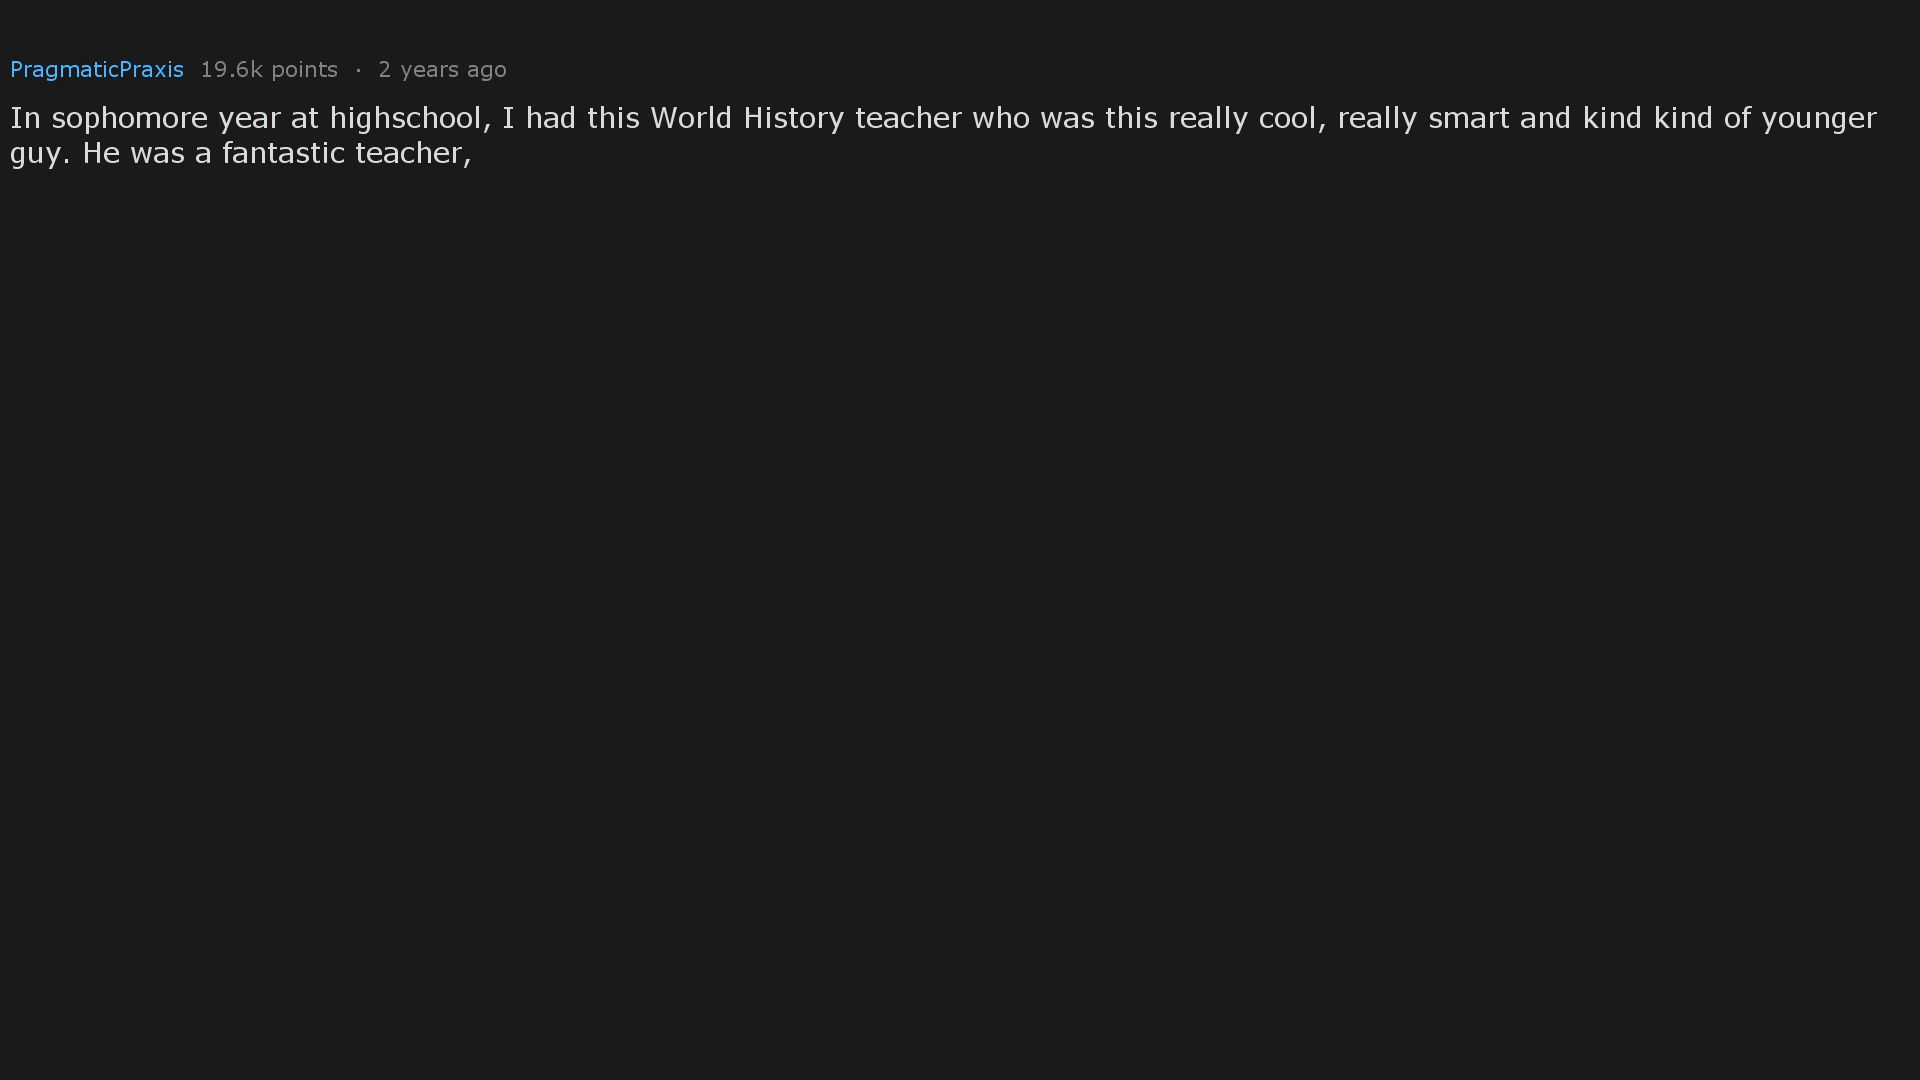 PragmaticPraxis 19.6k points · 2 years ago
In sophomore year at highschool, I had this World History teacher who was this really cool, really smart and kind kind of younger
guy. He was a fantastic teacher,